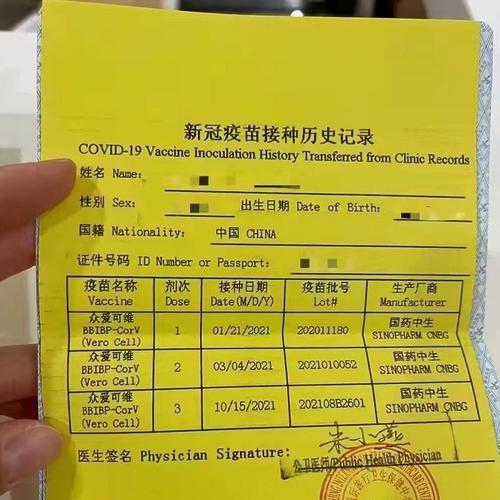 新冠疫苗接种历史记录
COVID-19 Vaccine Inoculation History Transferred from Clinic Records
姓名 Name:
性别 Sex: 出生日期 Date of Birth:
国籍 Nationality: 中国 CHINA
证件号码 ID Number or Passport:
疫苗名称 剂次 接种日期 疫苗批号 生产厂商
Vaccine Dose Date(M/D/Y) Lot# Manufacturer
众爱可维 国药中生
BBIBP-CorV 1 01/21/2021 202011180 SINOPHARM CNBG
(Vero Cell)
众爱可维 国药中生
BBIBP-CorV 2 03/04/2021 2021010052 SINOPHARM CNBG
(Vero Cell)
众爱可维 国药中生
BBIBP-CorV 3 10/15/2021 202108B2601 SINOPHARM CNBG
(Vero Cell)
医生签名 Physician Signature: 朱小燕
公卫医师/Public Health Physician